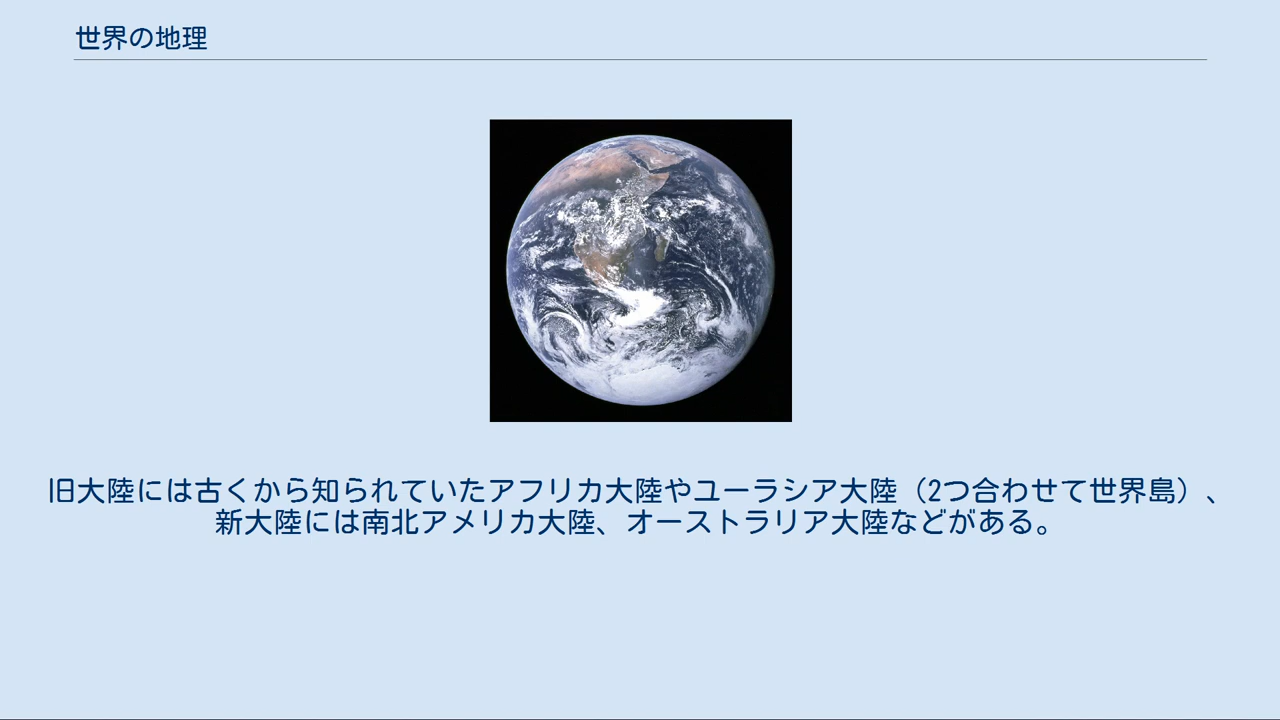 世界の地理
旧大陸には古くから知られていたアフリカ大陸やユーラシア大陸（2つ合わせて世界島）、
新大陸には南北アメリカ大陸、オーストラリア大陸などがある。